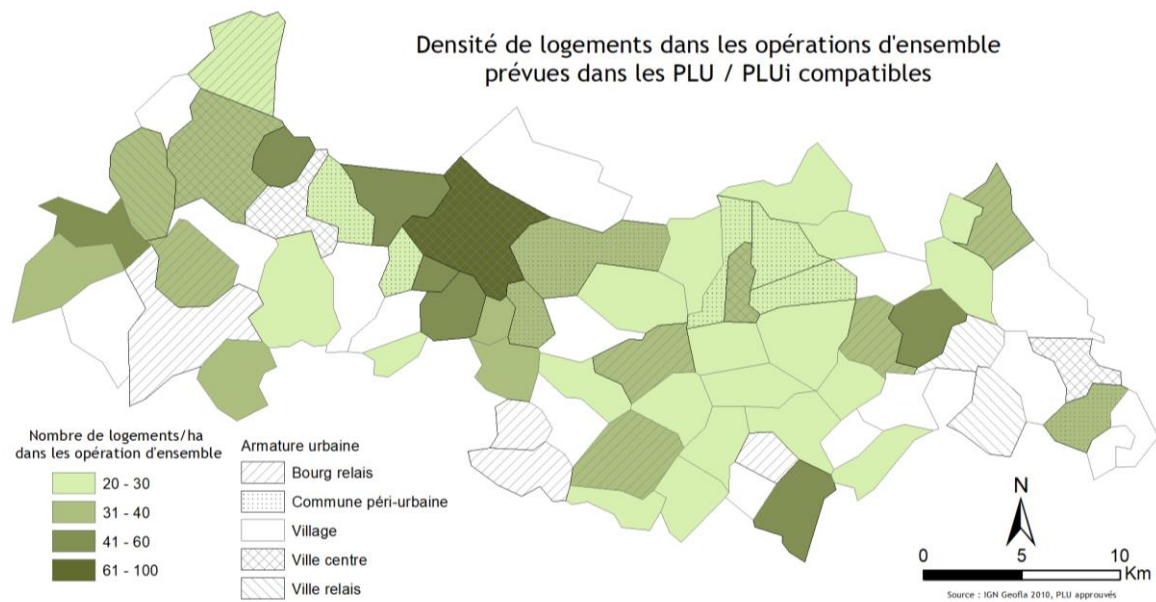 Densité de logements dans les opérations d'ensemble
prévues dans les PLU / PLUi compatibles
Nombre de logements/ha
dans les opération d'ensemble
20 - 30
31 - 40
41 - 60
61 - 100
Armature urbaine
Bourg relais
Commune péri-urbaine
Village
Ville centre
Ville relais
N
0 5 10
Km
Source : IGN Geofla 2010, PLU approuvés